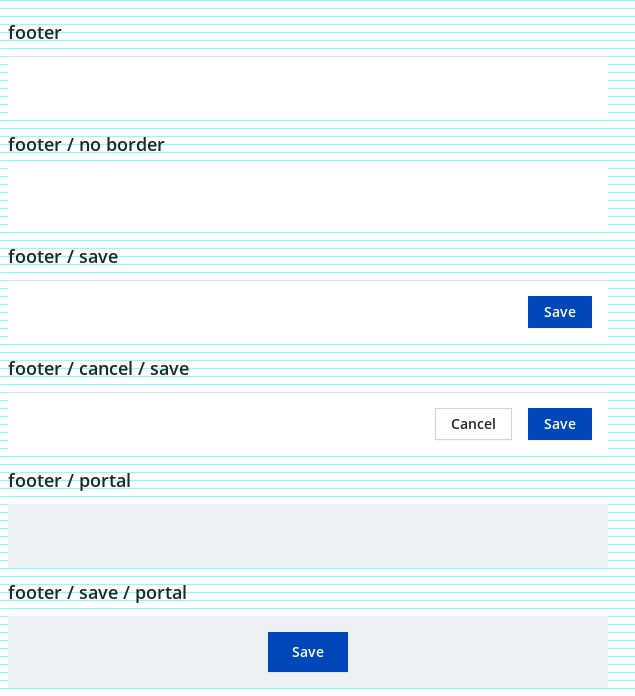 footer
footer / no border
footer / save
Save
footer / cancel / save
Cancel Save
footer / portal
footer / save / portal
Save